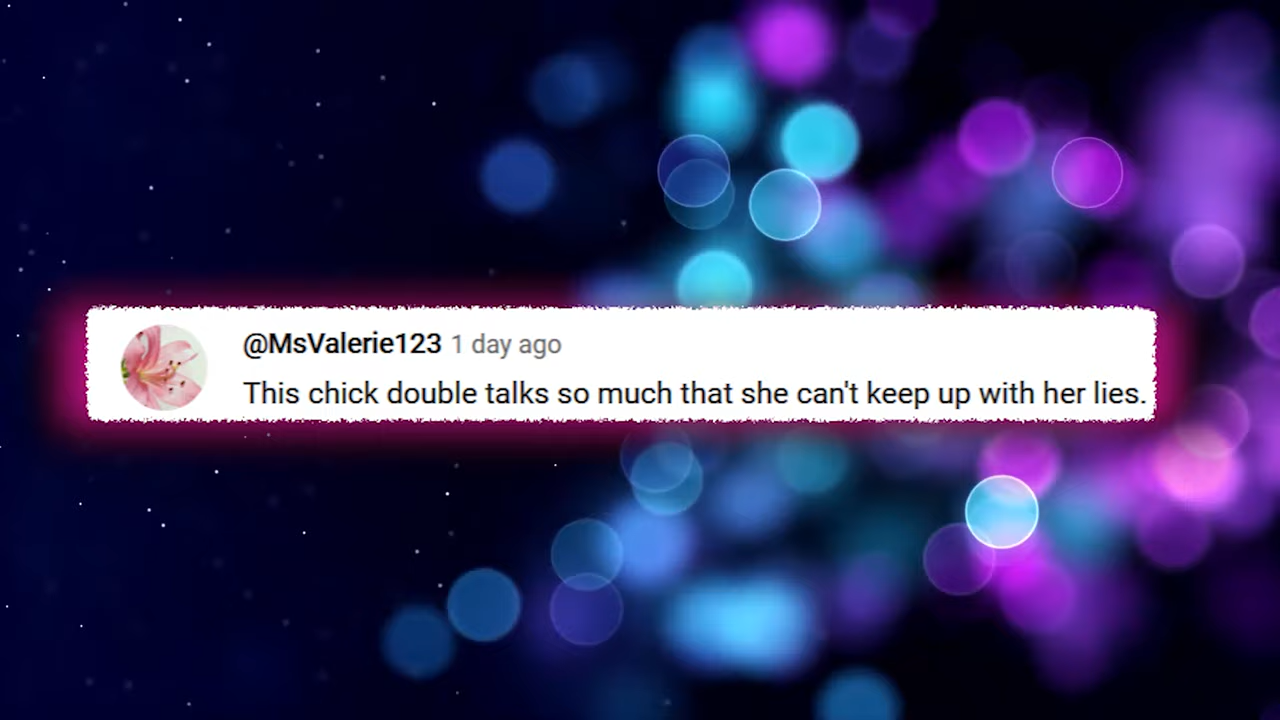 @MsValerie123 1 day ago
This chick double talks so much that she can't keep up with her lies.